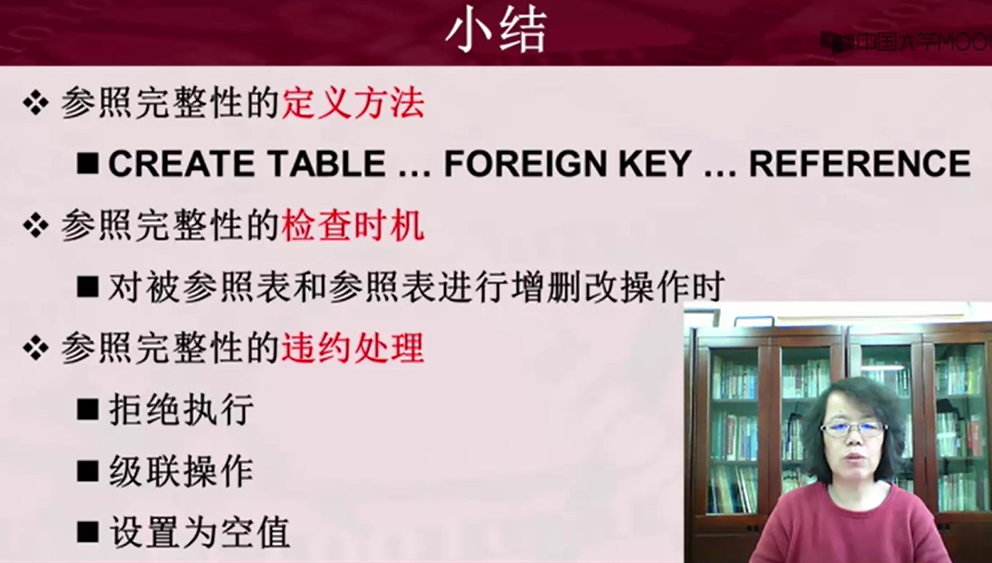 小结
中国大学MOOC
❖ 参照完整性的定义方法
■ CREATE TABLE … FOREIGN KEY … REFERENCE
❖ 参照完整性的检查时机
■ 对被参照表和参照表进行增删改操作时
❖ 参照完整性的违约处理
■ 拒绝执行
■ 级联操作
■ 设置为空值